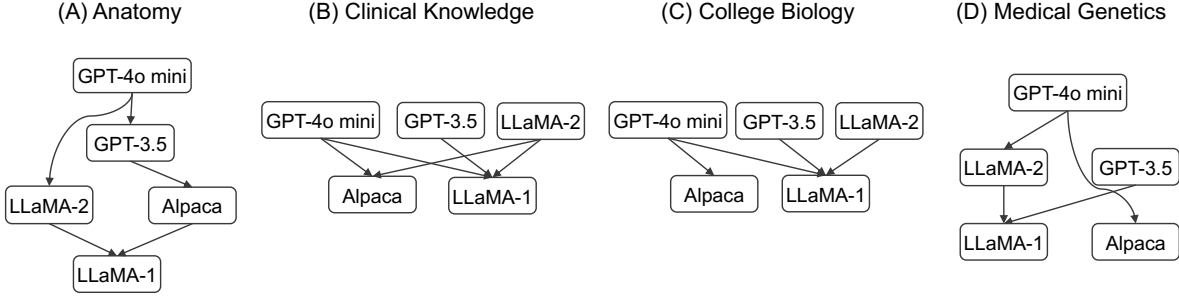 (A) Anatomy
GPT-4o mini
GPT-3.5
LLaMA-2
Alpaca
LLaMA-1
(B) Clinical Knowledge
GPT-4o mini
GPT-3.5
LLaMA-2
Alpaca
LLaMA-1
(C) College Biology
GPT-4o mini
GPT-3.5
LLaMA-2
Alpaca
LLaMA-1
(D) Medical Genetics
GPT-4o mini
LLaMA-2
GPT-3.5
LLaMA-1
Alpaca